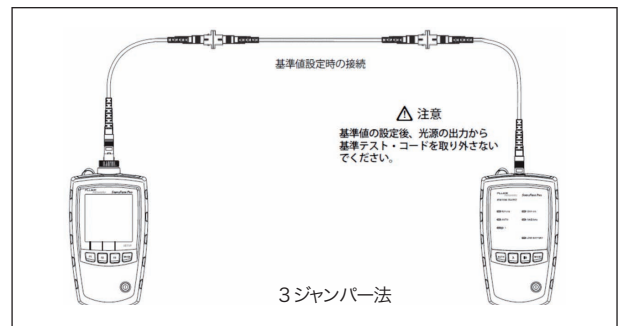 基準値設定時の接続
注意
基準値の設定後、光源の出力から
基準テスト・コードを取り外さない
でください。
3ジャンパー法